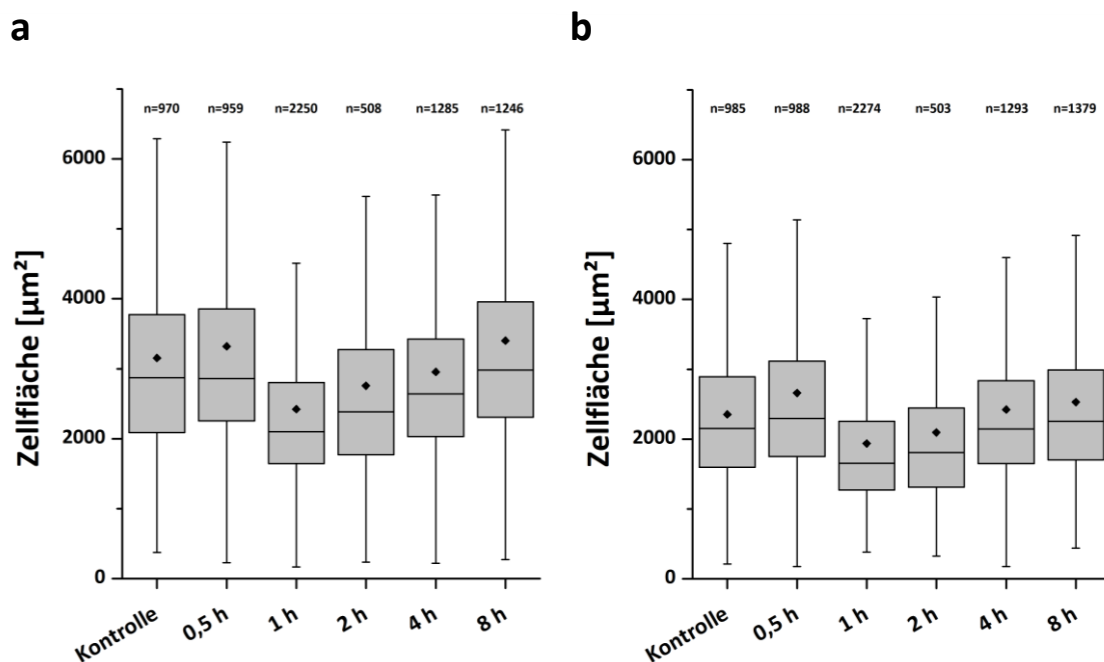 a
n=970 n=959 n=2250 n=508 n=1285 n=1246
6000
4000
2000
0
Zellfläche [µm²]
Kontrolle 0,5 h 1 h 2 h 4 h 8 h
b
n=985 n=988 n=2274 n=503 n=1293 n=1379
6000
4000
2000
0
Zellfläche [µm²]
Kontrolle 0,5 h 1 h 2 h 4 h 8 h